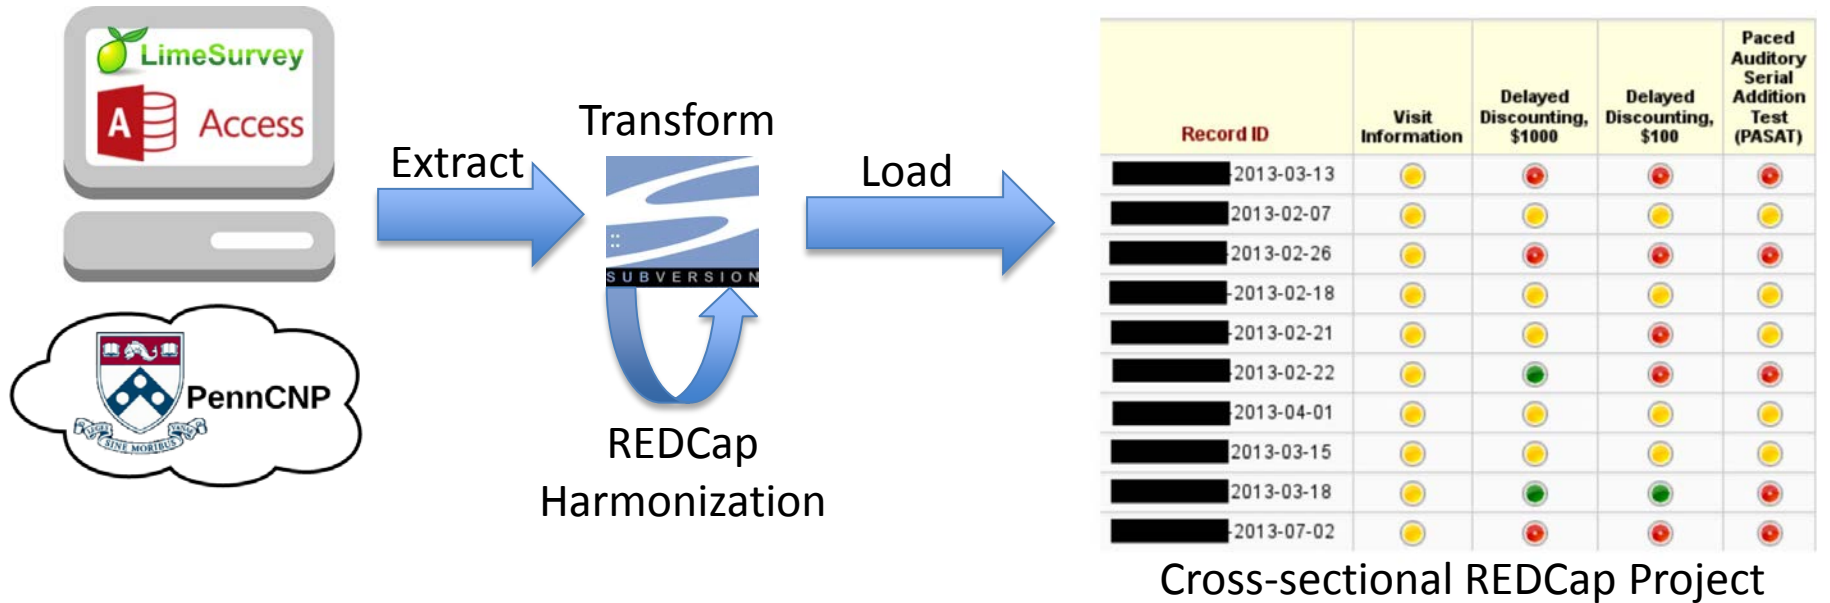 LimeSurvey
A Access
PennCNP
LEGES SINE MORIBUS VANAE
Extract
Transform
SUBVERSION
REDCap
Harmonization
Load
Record ID
Visit
Information
Delayed
Discounting,
$1000
Delayed
Discounting,
$100
Paced
Auditory
Serial
Addition
Test
(PASAT)
-2013-03-13
2013-02-07
-2013-02-26
-2013-02-18
-2013-02-21
-2013-02-22
-2013-04-01
2013-03-15
2013-03-18
-2013-07-02
Cross-sectional REDCap Project